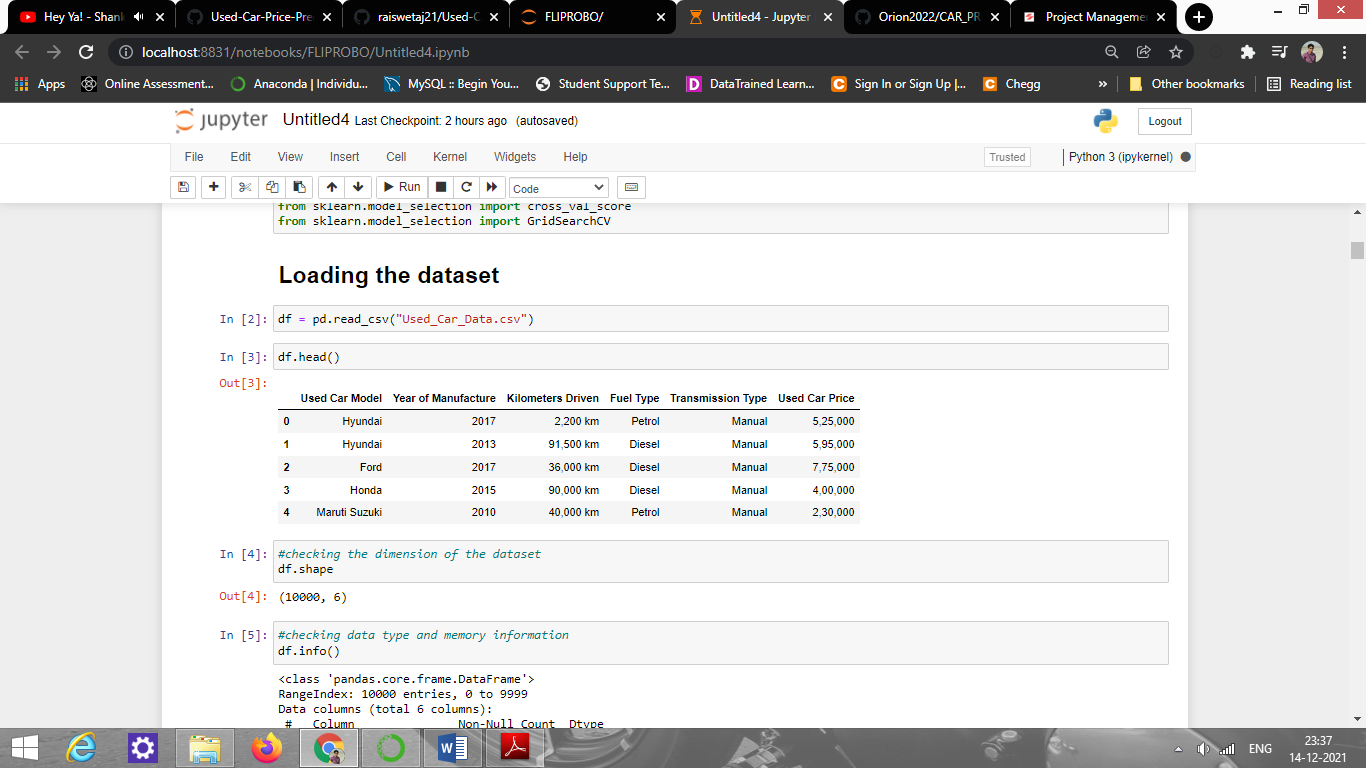 Hey Ya! - Shank
Used-Car-Price-Pre
raiswetaj21/Used-C
FLIPROBO/
Untitled4 - Jupyter
Orion2022/CAR_PR
Project Manageme
localhost:8831/notebooks/FLIPROBO/Untitled4.ipynb
Apps
Online Assessment...
Anaconda | Individu...
MySQL :: Begin You...
Student Support Te...
D DataTrained Learn...
C Sign In or Sign Up |...
C Chegg
»
Other bookmarks
Reading list
jupyter Untitled4 Last Checkpoint: 2 hours ago (autosaved)
Logout
File Edit View Insert Cell Kernel Widgets Help
Trusted
Python 3 (ipykernel)
Run
Code
from sklearn.model_selection import cross_val_score
from sklearn.model_selection import GridSearchCV
Loading the dataset
In [2]: df = pd.read_csv("Used_Car_Data.csv")
In [3]: df.head()
Out[3]:
Used Car Model Year of Manufacture Kilometers Driven Fuel Type Transmission Type Used Car Price
0 Hyundai 2017 2,200 km Petrol Manual 5,25,000
1 Hyundai 2013 91,500 km Diesel Manual 5,95,000
2 Ford 2017 36,000 km Diesel Manual 7,75,000
3 Honda 2015 90,000 km Diesel Manual 4,00,000
4 Maruti Suzuki 2010 40,000 km Petrol Manual 2,30,000
In [4]: #checking the dimension of the dataset
df.shape
Out[4]: (10000, 6)
In [5]: #checking data type and memory information
df.info()
<class 'pandas.core.frame.DataFrame'>
RangeIndex: 10000 entries, 0 to 9999
Data columns (total 6 columns):
# Column Non-Null Count Dtype
ENG
23:37
14-12-2021